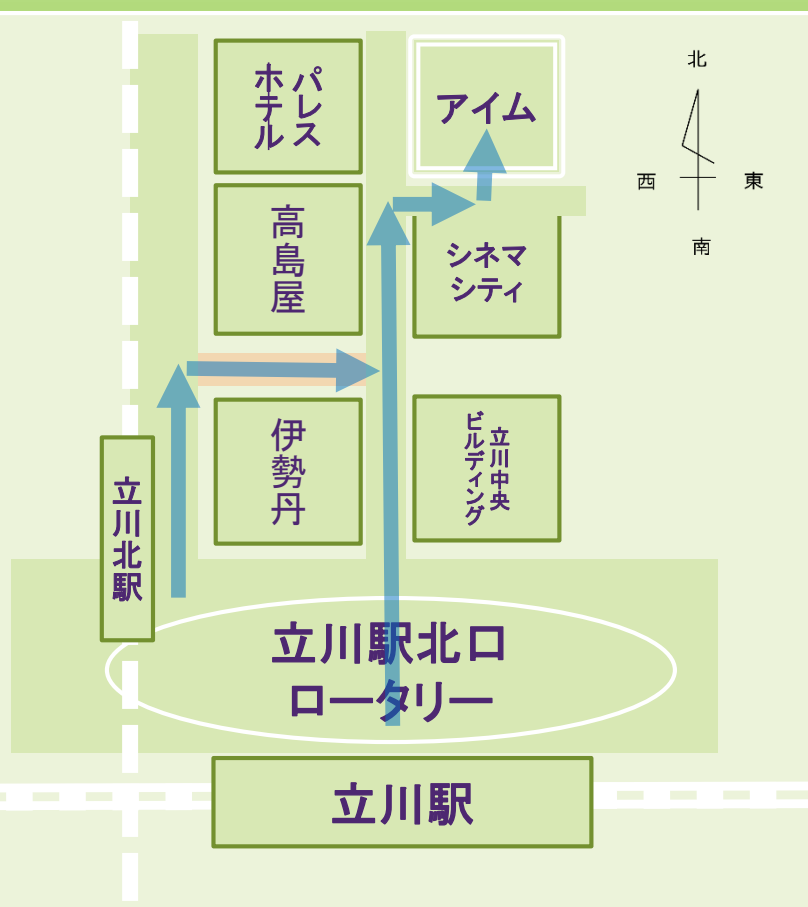 パレス
ホテル
アイム
北
西
東
南
高島屋
シネマ
シティ
伊勢丹
立川中央
ビルディング
立川北駅
立川駅北口
ロータリー
立川駅